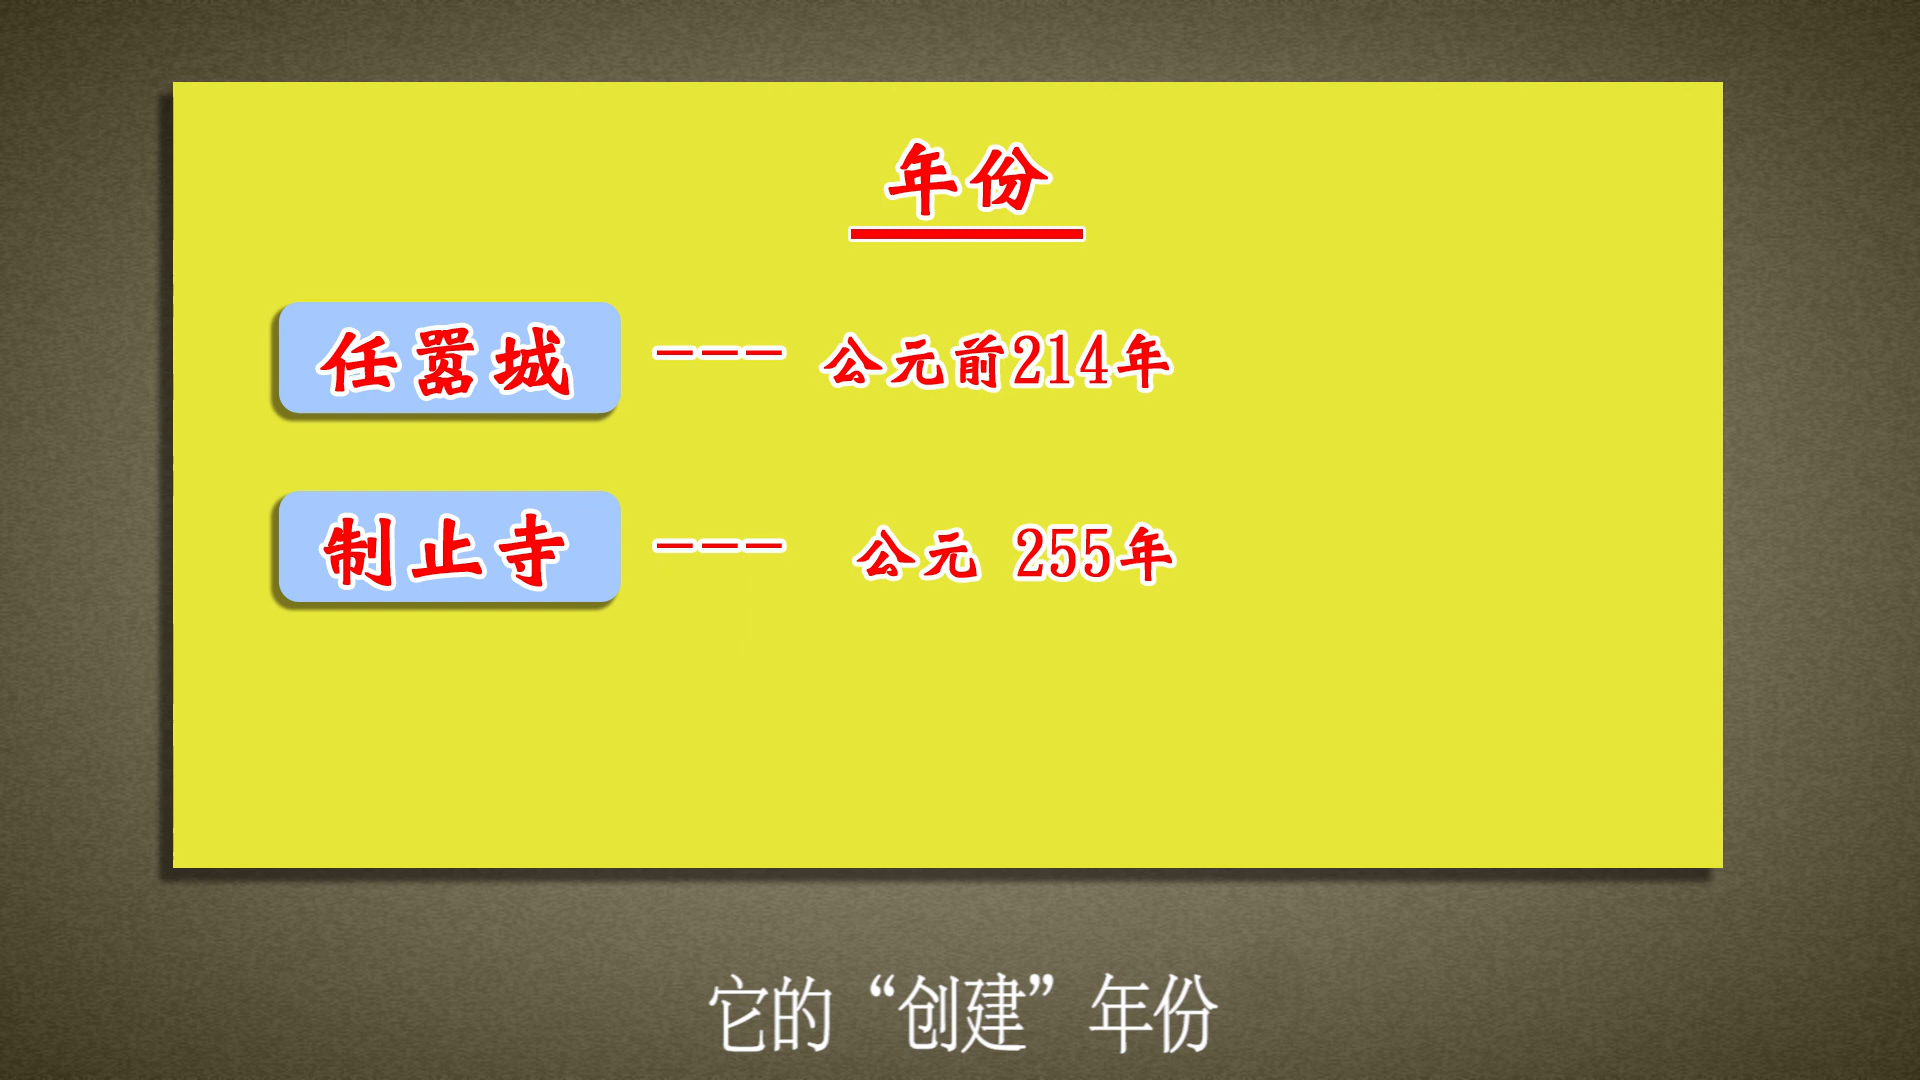 年份
任嚣城 --- 公元前214年
制止寺 --- 公元 255年
它的“创建”年份